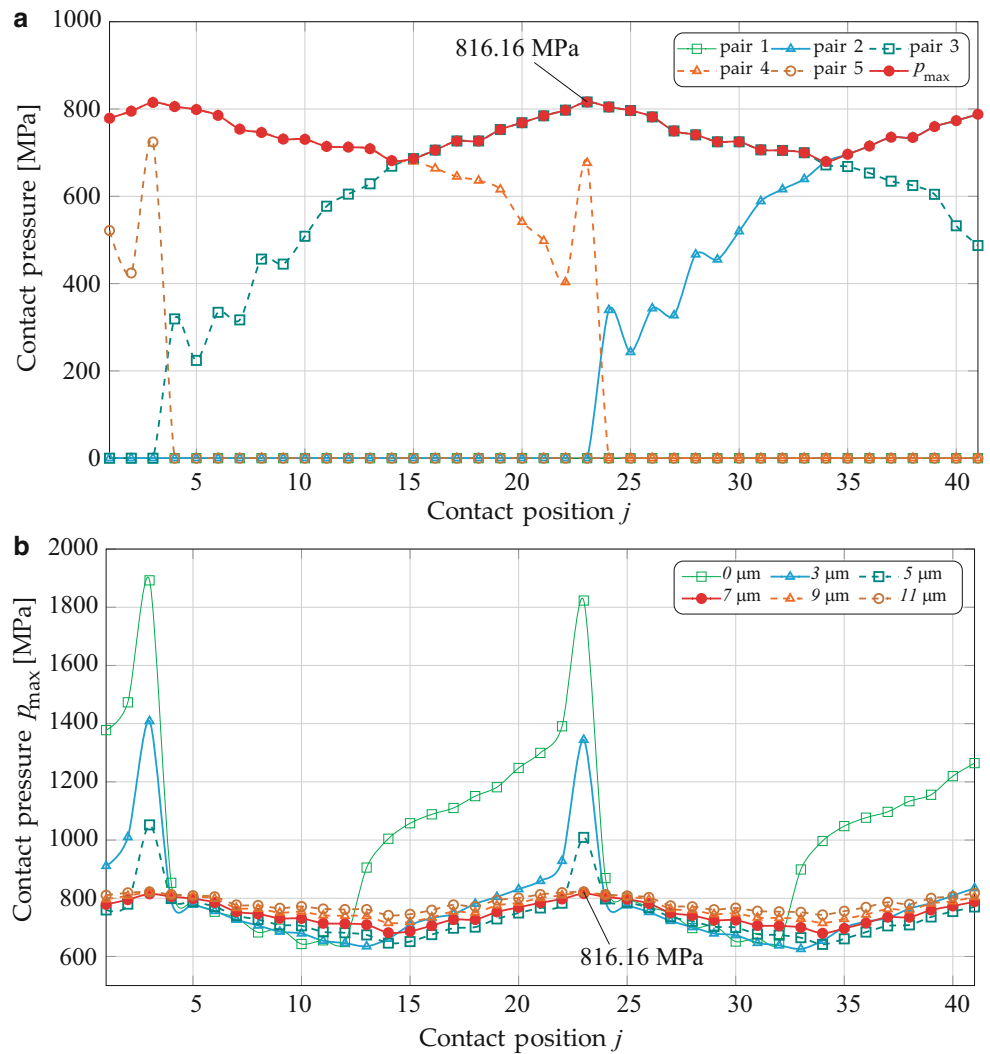 a
1000
800
600
400
200
0
Contact pressure [MPa]
816.16 MPa
pair 1 pair 2 pair 3
pair 4 pair 5 p_max
5 10 15 20 25 30 35 40
Contact position j
b
2000
1800
1600
1400
1200
1000
800
600
Contact pressure p_max [MPa]
0 μm 3 μm 5 μm
7 μm 9 μm 11 μm
816.16 MPa
5 10 15 20 25 30 35 40
Contact position j